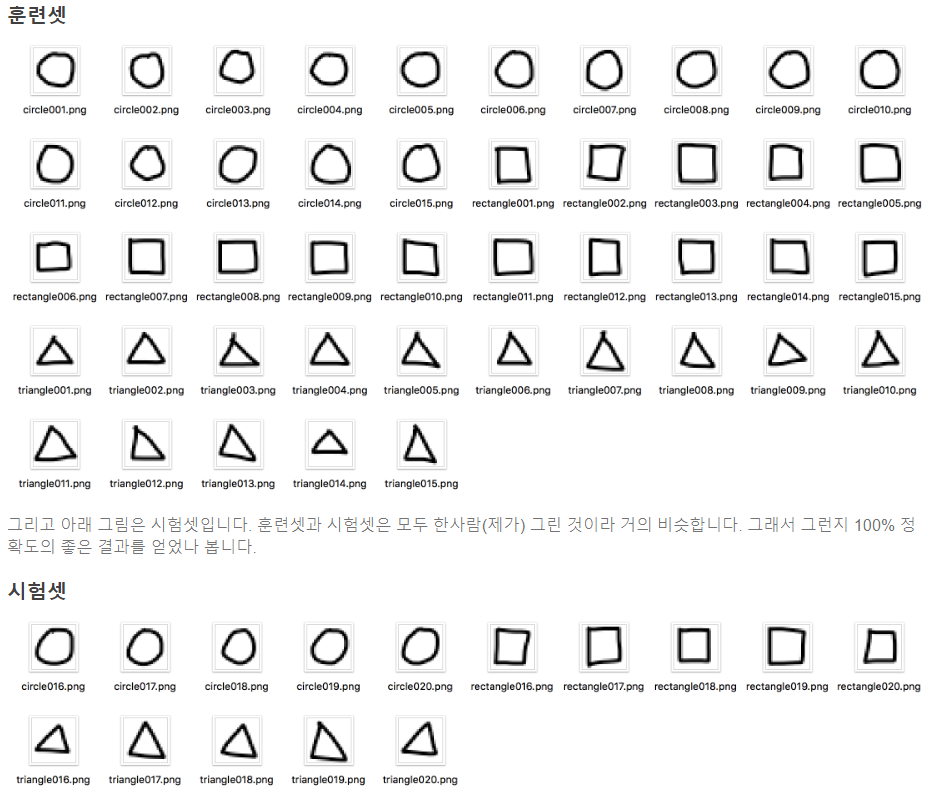 훈련셋
circle001.png circle002.png circle003.png circle004.png circle005.png circle006.png circle007.png circle008.png circle009.png circle010.png
circle011.png circle012.png circle013.png circle014.png circle015.png rectangle001.png rectangle002.png rectangle003.png rectangle004.png rectangle005.png
rectangle006.png rectangle007.png rectangle008.png rectangle009.png rectangle010.png rectangle011.png rectangle012.png rectangle013.png rectangle014.png rectangle015.png
triangle001.png triangle002.png triangle003.png triangle004.png triangle005.png triangle006.png triangle007.png triangle008.png triangle009.png triangle010.png
triangle011.png triangle012.png triangle013.png triangle014.png triangle015.png
그리고 아래 그림은 시험셋입니다. 훈련셋과 시험셋은 모두 한사람(제가) 그린 것이라 거의 비슷합니다. 그래서 그런지 100% 정
확도의 좋은 결과를 얻었나 봅니다.
시험셋
circle016.png circle017.png circle018.png circle019.png circle020.png rectangle016.png rectangle017.png rectangle018.png rectangle019.png rectangle020.png
triangle016.png triangle017.png triangle018.png triangle019.png triangle020.png